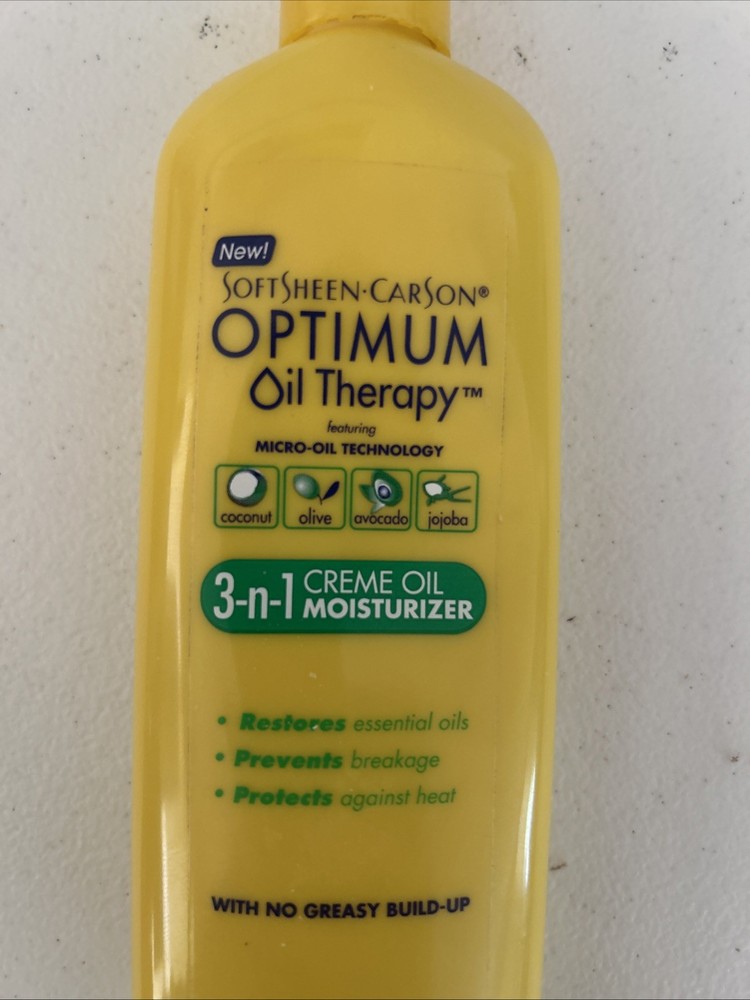 New!
SOFTSHEEN·CARSON®
OPTIMUM
Oil Therapy™
featuring
MICRO-OIL TECHNOLOGY
coconut olive avocado jojoba
3-n-1 CREME OIL
MOISTURIZER
• Restores essential oils
• Prevents breakage
• Protects against heat
WITH NO GREASY BUILD-UP